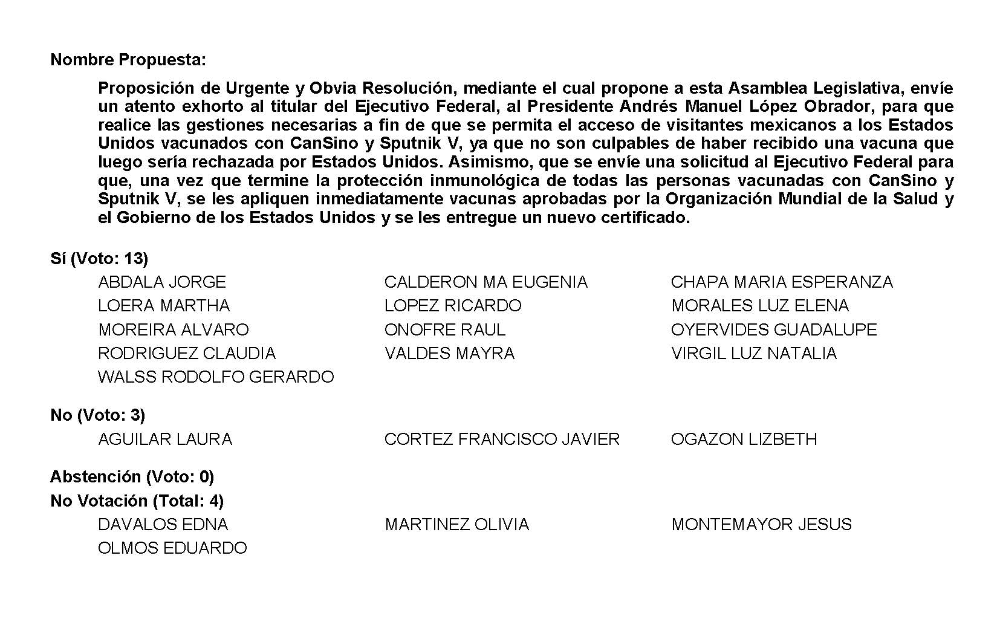 Nombre Propuesta:
Proposición de Urgente y Obvia Resolución, mediante el cual propone a esta Asamblea Legislativa, envíe
un atento exhorto al titular del Ejecutivo Federal, al Presidente Andrés Manuel López Obrador, para que
realice las gestiones necesarias a fin de que se permita el acceso de visitantes mexicanos a los Estados
Unidos vacunados con CanSino y Sputnik V, ya que no son culpables de haber recibido una vacuna que
luego sería rechazada por Estados Unidos. Asimismo, que se envíe una solicitud al Ejecutivo Federal para
que, una vez que termine la protección inmunológica de todas las personas vacunadas con CanSino y
Sputnik V, se les apliquen inmediatamente vacunas aprobadas por la Organización Mundial de la Salud y
el Gobierno de los Estados Unidos y se les entregue un nuevo certificado.
Sí (Voto: 13)
ABDALA JORGE CALDERON MA EUGENIA CHAPA MARIA ESPERANZA
LOERA MARTHA LOPEZ RICARDO MORALES LUZ ELENA
MOREIRA ALVARO ONOFRE RAUL OYERVIDES GUADALUPE
RODRIGUEZ CLAUDIA VALDES MAYRA VIRGIL LUZ NATALIA
WALSS RODOLFO GERARDO
No (Voto: 3)
AGUILAR LAURA CORTEZ FRANCISCO JAVIER OGAZON LIZBETH
Abstención (Voto: 0)
No Votación (Total: 4)
DAVALOS EDNA MARTINEZ OLIVIA MONTEMAYOR JESUS
OLMOS EDUARDO